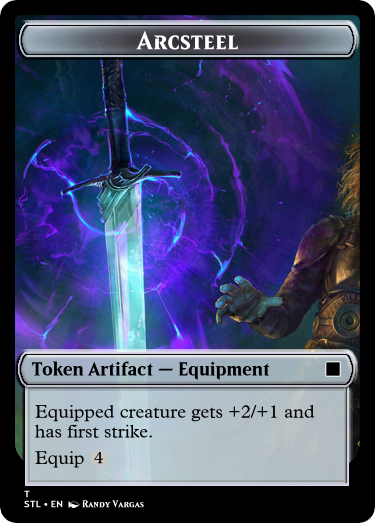 Arcsteel
Token Artifact — Equipment
Equipped creature gets +2/+1 and
has first strike.
Equip 4
T
STL • EN Randy Vargas